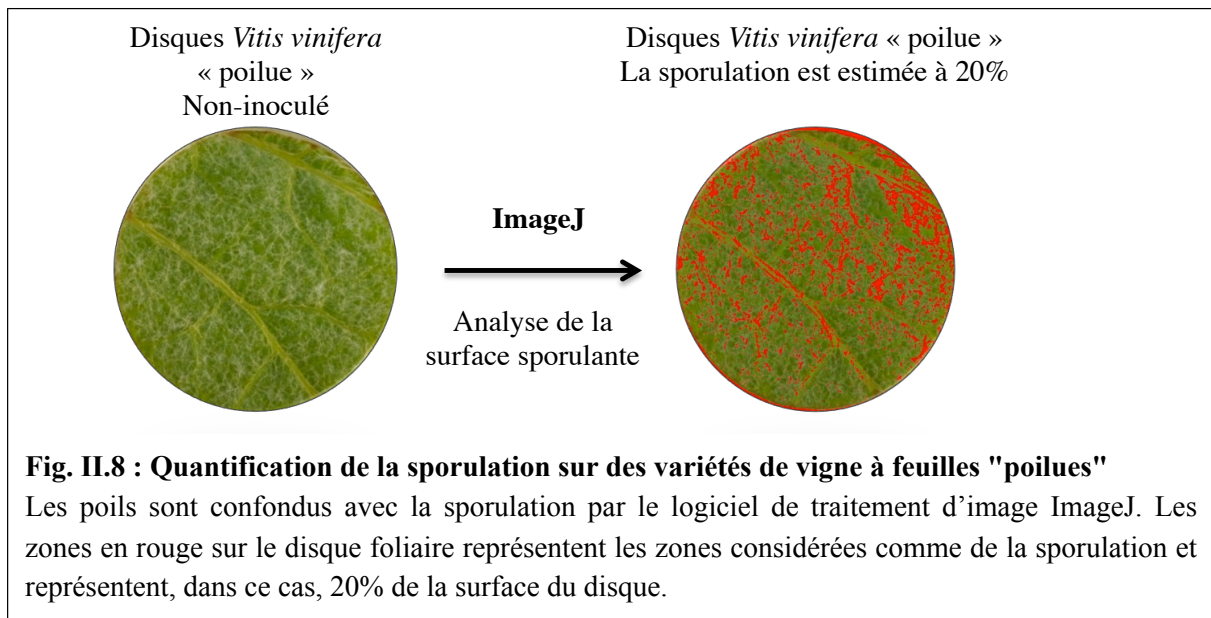 Disques Vitis vinifera
« poilue »
Non-inoculé
Disques Vitis vinifera « poilue »
La sporulation est estimée à 20%
ImageJ
Analyse de la
surface sporulante
Fig. II.8 : Quantification de la sporulation sur des variétés de vigne à feuilles "poilues"
Les poils sont confondus avec la sporulation par le logiciel de traitement d’image ImageJ. Les
zones en rouge sur le disque foliaire représentent les zones considérées comme de la sporulation et
représentent, dans ce cas, 20% de la surface du disque.